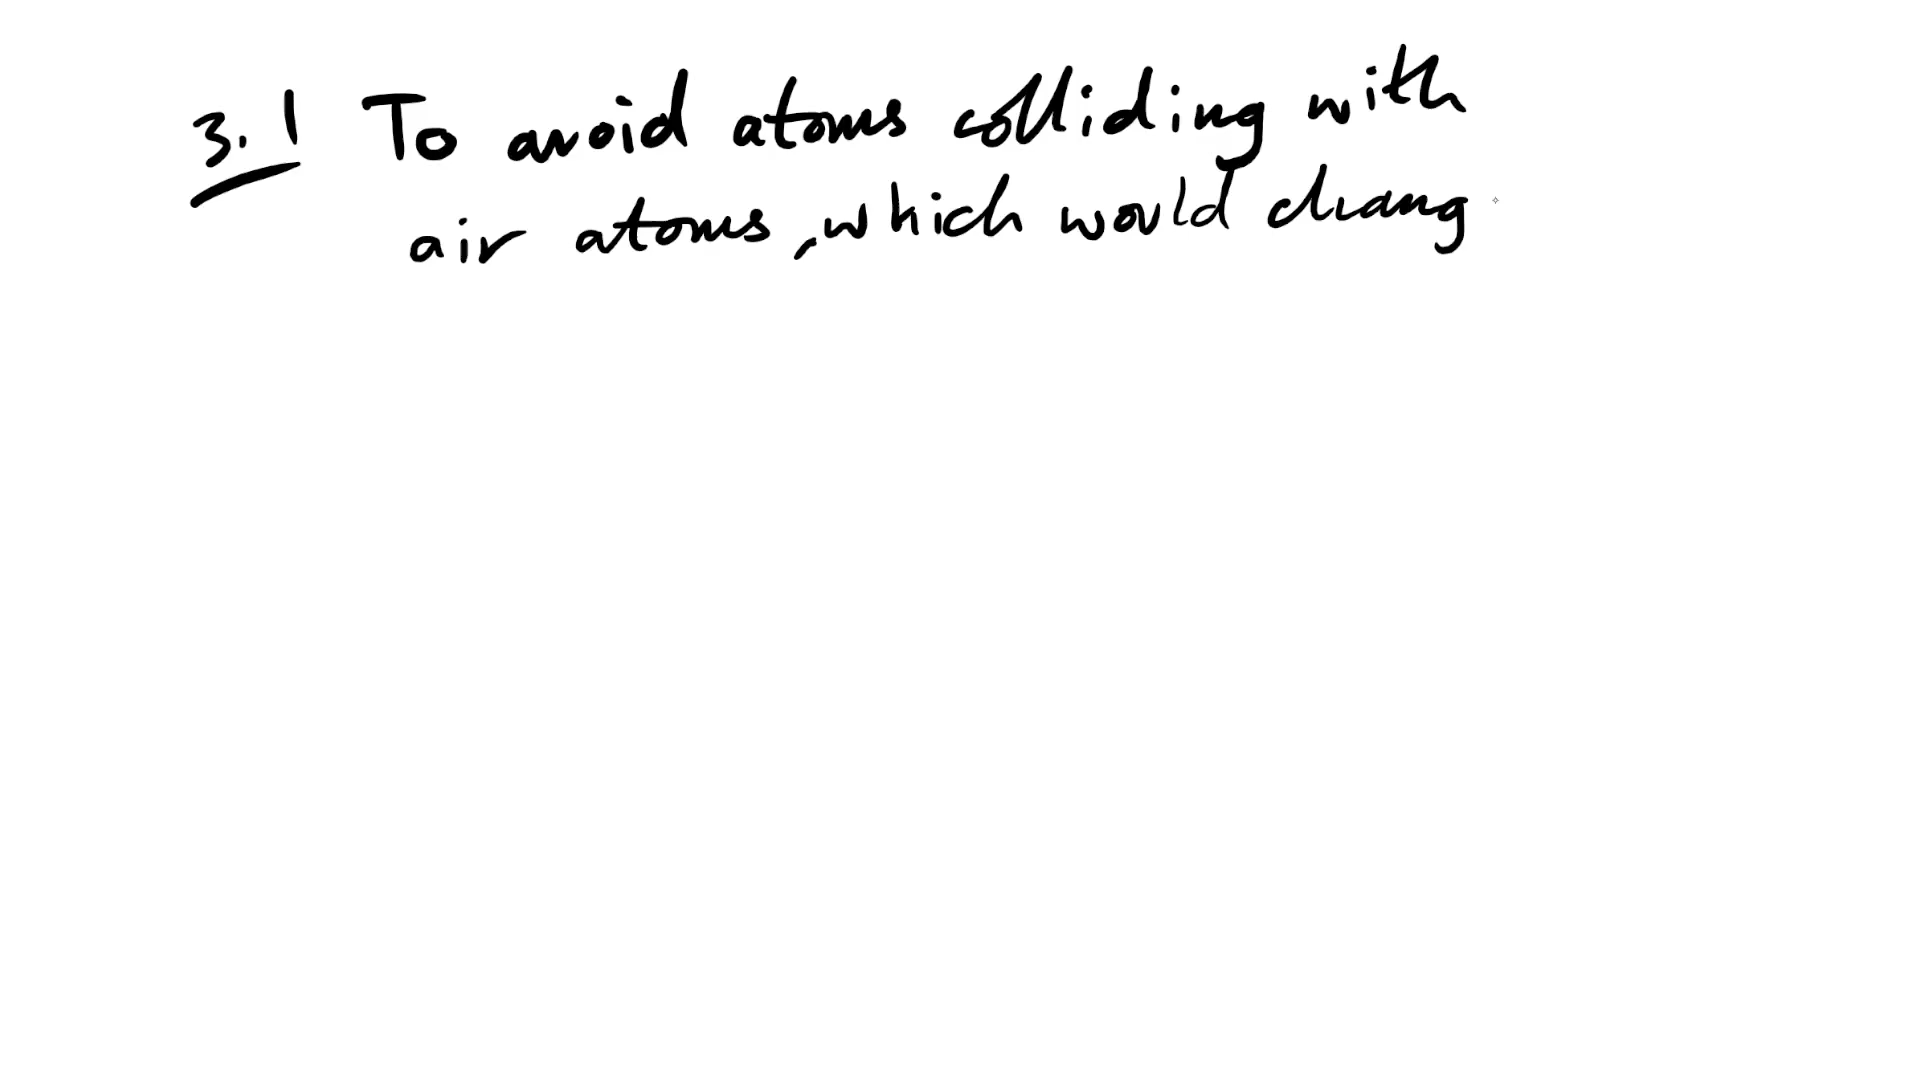 3.1 To avoid atoms colliding with
air atoms, which would chang